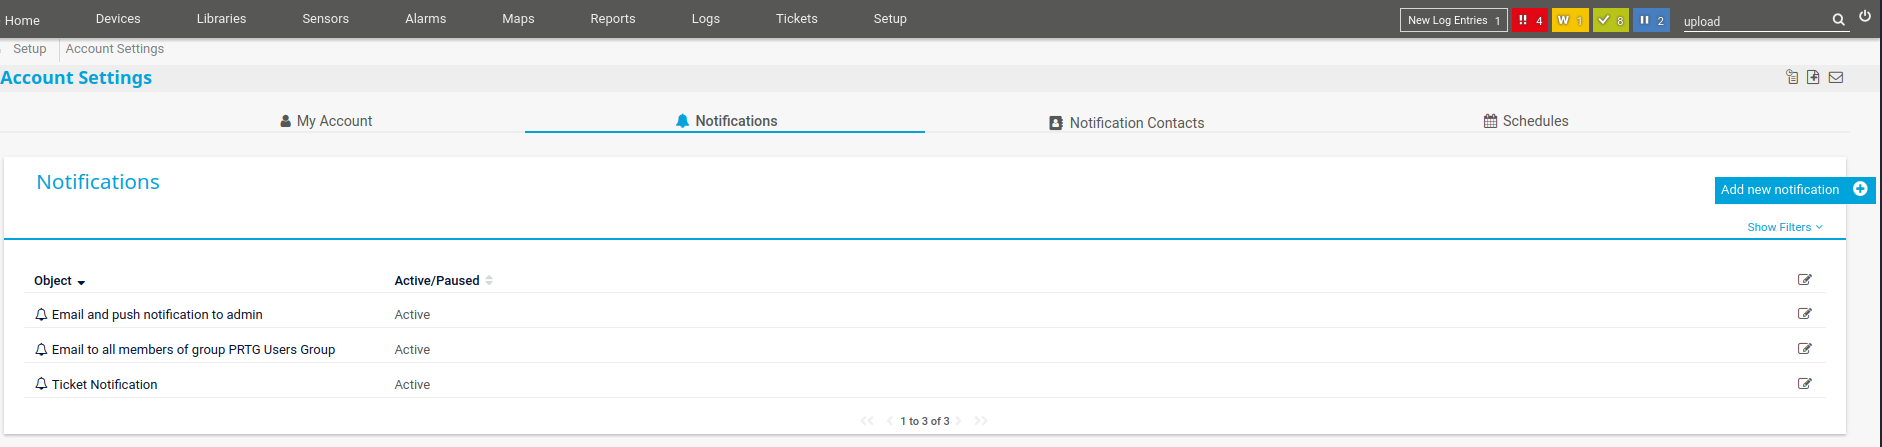 Home Devices Libraries Sensors Alarms Maps Reports Logs Tickets Setup New Log Entries 1 !! 4 W 1 8 2 upload
Setup Account Settings
Account Settings
My Account Notifications Notification Contacts Schedules
Notifications
Add new notification
Show Filters
Object Active/Paused
Email and push notification to admin Active
Email to all members of group PRTG Users Group Active
Ticket Notification Active
<< < 1 to 3 of 3 > >>